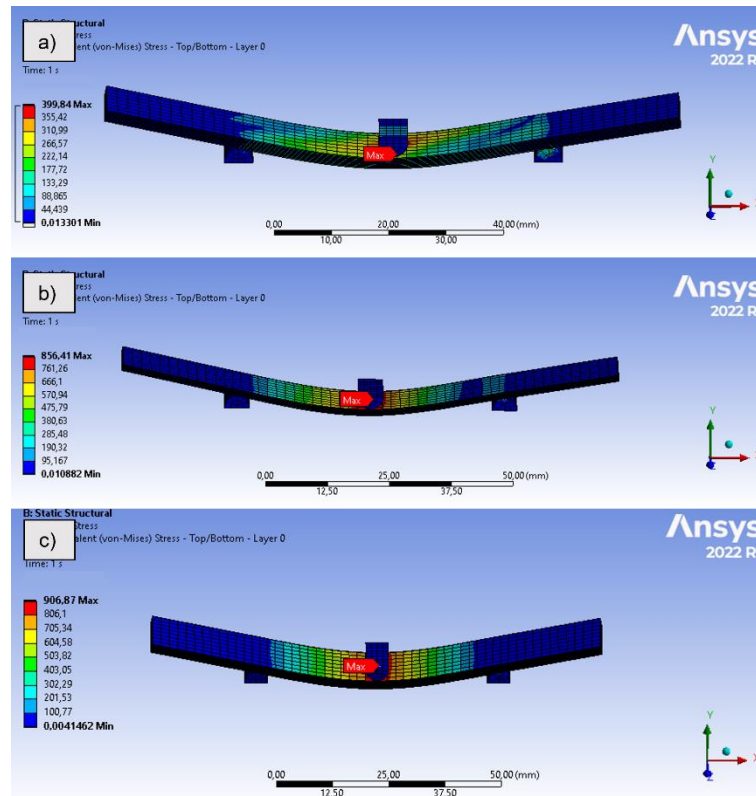 a)
Structural
Stress - Top/Bottom - Layer 0
(von-Mises)
Time: 1 s
Ansys
2022 R
399,84 Max
355,42
310,99
266,57
222,14
177,72
133,29
88,865
44,439
0,013301 Min
Max
Y
0,00 20,00 40,00 (mm)
10,00 30,00
b)
Structural
(von-Mises) Stress - Top/Bottom - Layer 0
Time: 1 s
Ansys
2022 R
856,41 Max
761,26
666,1
570,94
475,79
380,63
285,48
190,32
95,167
0,010882 Min
Max
Y
0,00 25,00 50,00 (mm)
12,50 37,50
B: Static Structural
c)
(von-Mises) Stress - Top/Bottom - Layer 0
Time: 1 s
Ansys
2022 R
906,87 Max
806,1
705,34
604,58
503,82
403,05
302,29
201,53
100,77
0,0041462 Min
Max
Y
X
0,00 25,00 50,00 (mm)
12,50 37,50